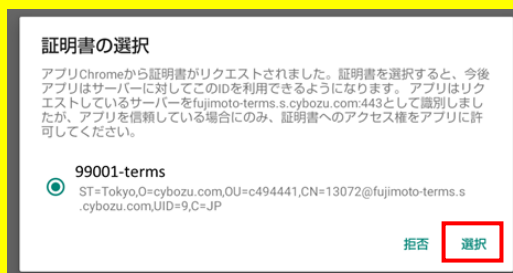 証明書の選択
アプリChromeから証明書がリクエストされました。証明書を選択すると、今後
アプリはサーバーに対してこのIDを利用できるようになります。 アプリはリク
エストしているサーバーをfujimoto-terms.s.cybozu.com:443として識別しまし
たが、アプリを信頼している場合にのみ、証明書へのアクセス権をアプリに許
可してください。
99001-terms
ST=Tokyo,O=cybozu.com,OU=c494441,CN=13072@fujimoto-terms.s
.cybozu.com,UID=9,C=JP
拒否 選択